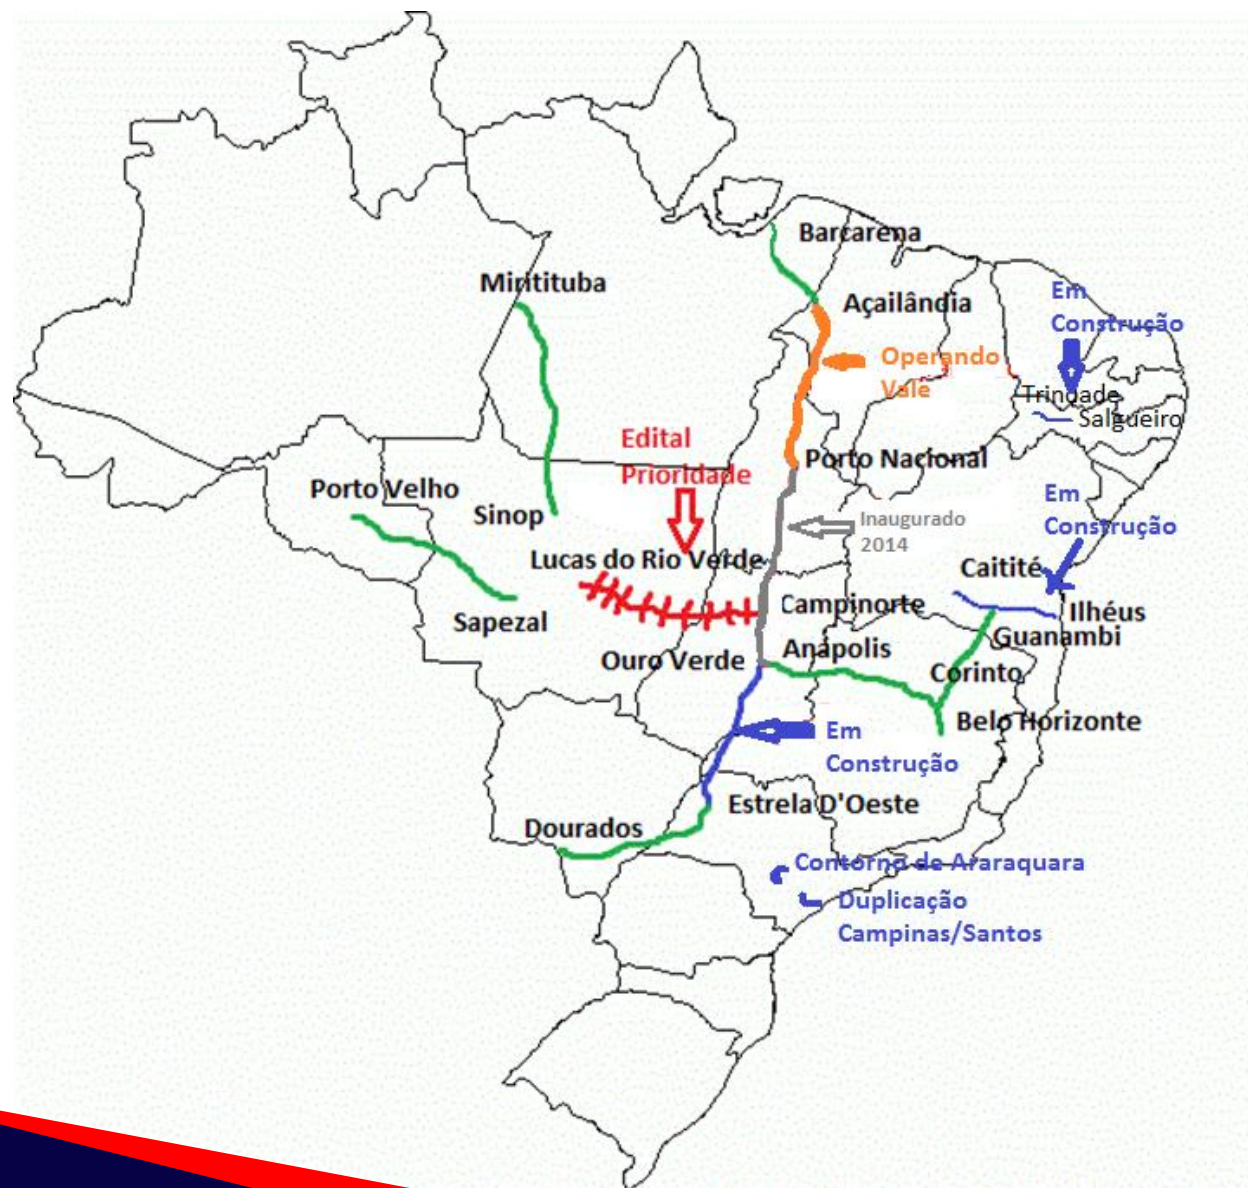 Barcarena
Miritituba
Açailândia
Em
Construção
Operando
Vale
Trindade
Salgueiro
Edital
Prioridade
Porto Nacional
Porto Velho
Sinop
Inaugurado
2014
Em
Construção
Lucas do Rio Verde
Caitité
Campinorte
Ilhéus
Sapezal
Guanambi
Anápolis
Ouro Verde
Corinto
Belo Horizonte
Em
Construção
Estrela D'Oeste
Dourados
Contorno de Araraquara
Duplicação
Campinas/Santos